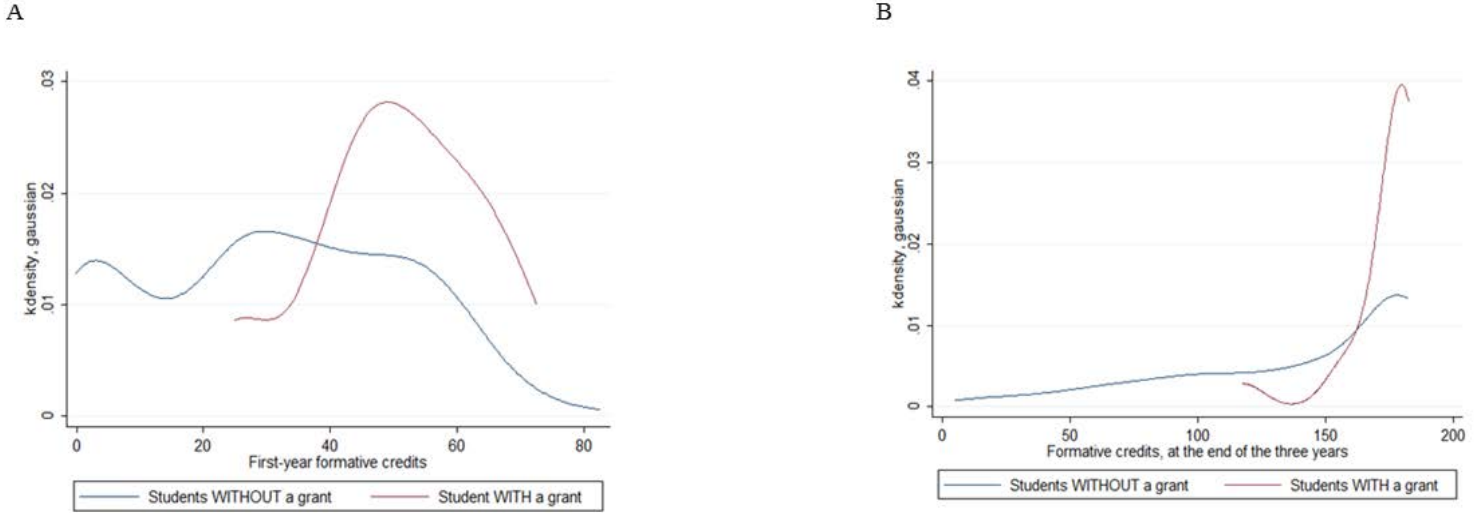 A
kdensity, gaussian
.03
.02
.01
0
0 20 40 60 80
First-year formative credits
Students WITHOUT a grant Student WITH a grant
B
kdensity, gaussian
.04
.03
.02
.01
0
0 50 100 150 200
Formative credits, at the end of the three years
Students WITHOUT a grant Students WITH a grant